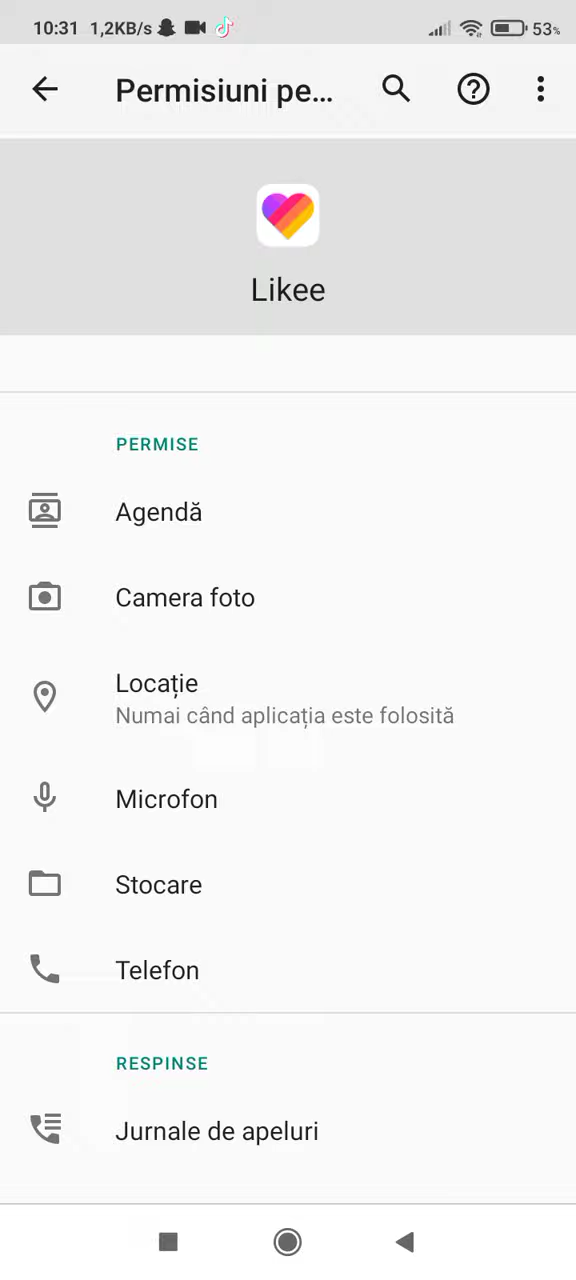 10:31 1,2KB/s 53%
Permisiuni pe...
Likee
PERMISE
Agendă
Camera foto
Locație
Numai când aplicația este folosită
Microfon
Stocare
Telefon
RESPINSE
Jurnale de apeluri